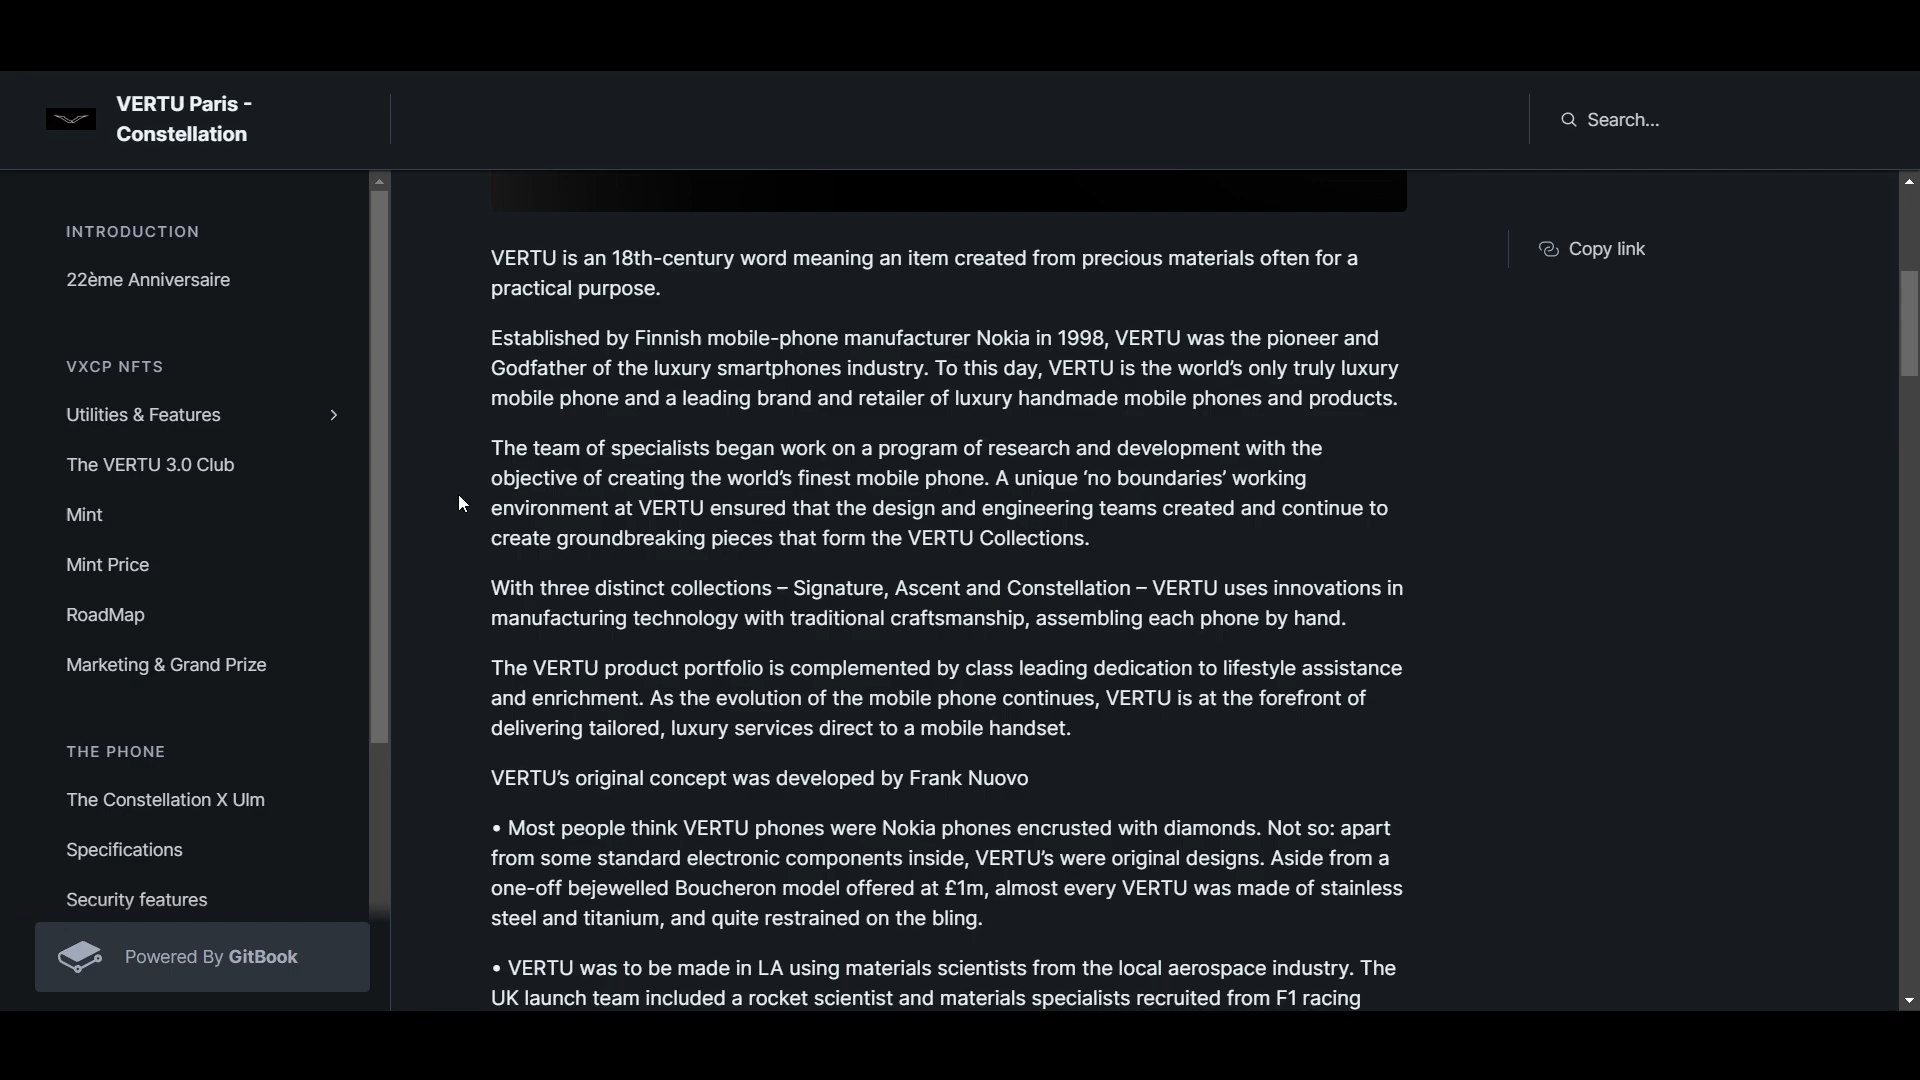 VERTU Paris -
Constellation
Search...
INTRODUCTION
22ème Anniversaire
VXCP NFTS
Utilities & Features
The VERTU 3.0 Club
Mint
Mint Price
RoadMap
Marketing & Grand Prize
THE PHONE
The Constellation X Ulm
Specifications
Security features
Powered By GitBook
VERTU is an 18th-century word meaning an item created from precious materials often for a
practical purpose.
Established by Finnish mobile-phone manufacturer Nokia in 1998, VERTU was the pioneer and
Godfather of the luxury smartphones industry. To this day, VERTU is the world’s only truly luxury
mobile phone and a leading brand and retailer of luxury handmade mobile phones and products.
The team of specialists began work on a program of research and development with the
objective of creating the world’s finest mobile phone. A unique ‘no boundaries’ working
environment at VERTU ensured that the design and engineering teams created and continue to
create groundbreaking pieces that form the VERTU Collections.
With three distinct collections – Signature, Ascent and Constellation – VERTU uses innovations in
manufacturing technology with traditional craftsmanship, assembling each phone by hand.
The VERTU product portfolio is complemented by class leading dedication to lifestyle assistance
and enrichment. As the evolution of the mobile phone continues, VERTU is at the forefront of
delivering tailored, luxury services direct to a mobile handset.
VERTU’s original concept was developed by Frank Nuovo
• Most people think VERTU phones were Nokia phones encrusted with diamonds. Not so: apart
from some standard electronic components inside, VERTU’s were original designs. Aside from a
one-off bejewelled Boucheron model offered at £1m, almost every VERTU was made of stainless
steel and titanium, and quite restrained on the bling.
• VERTU was to be made in LA using materials scientists from the local aerospace industry. The
UK launch team included a rocket scientist and materials specialists recruited from F1 racing
Copy link